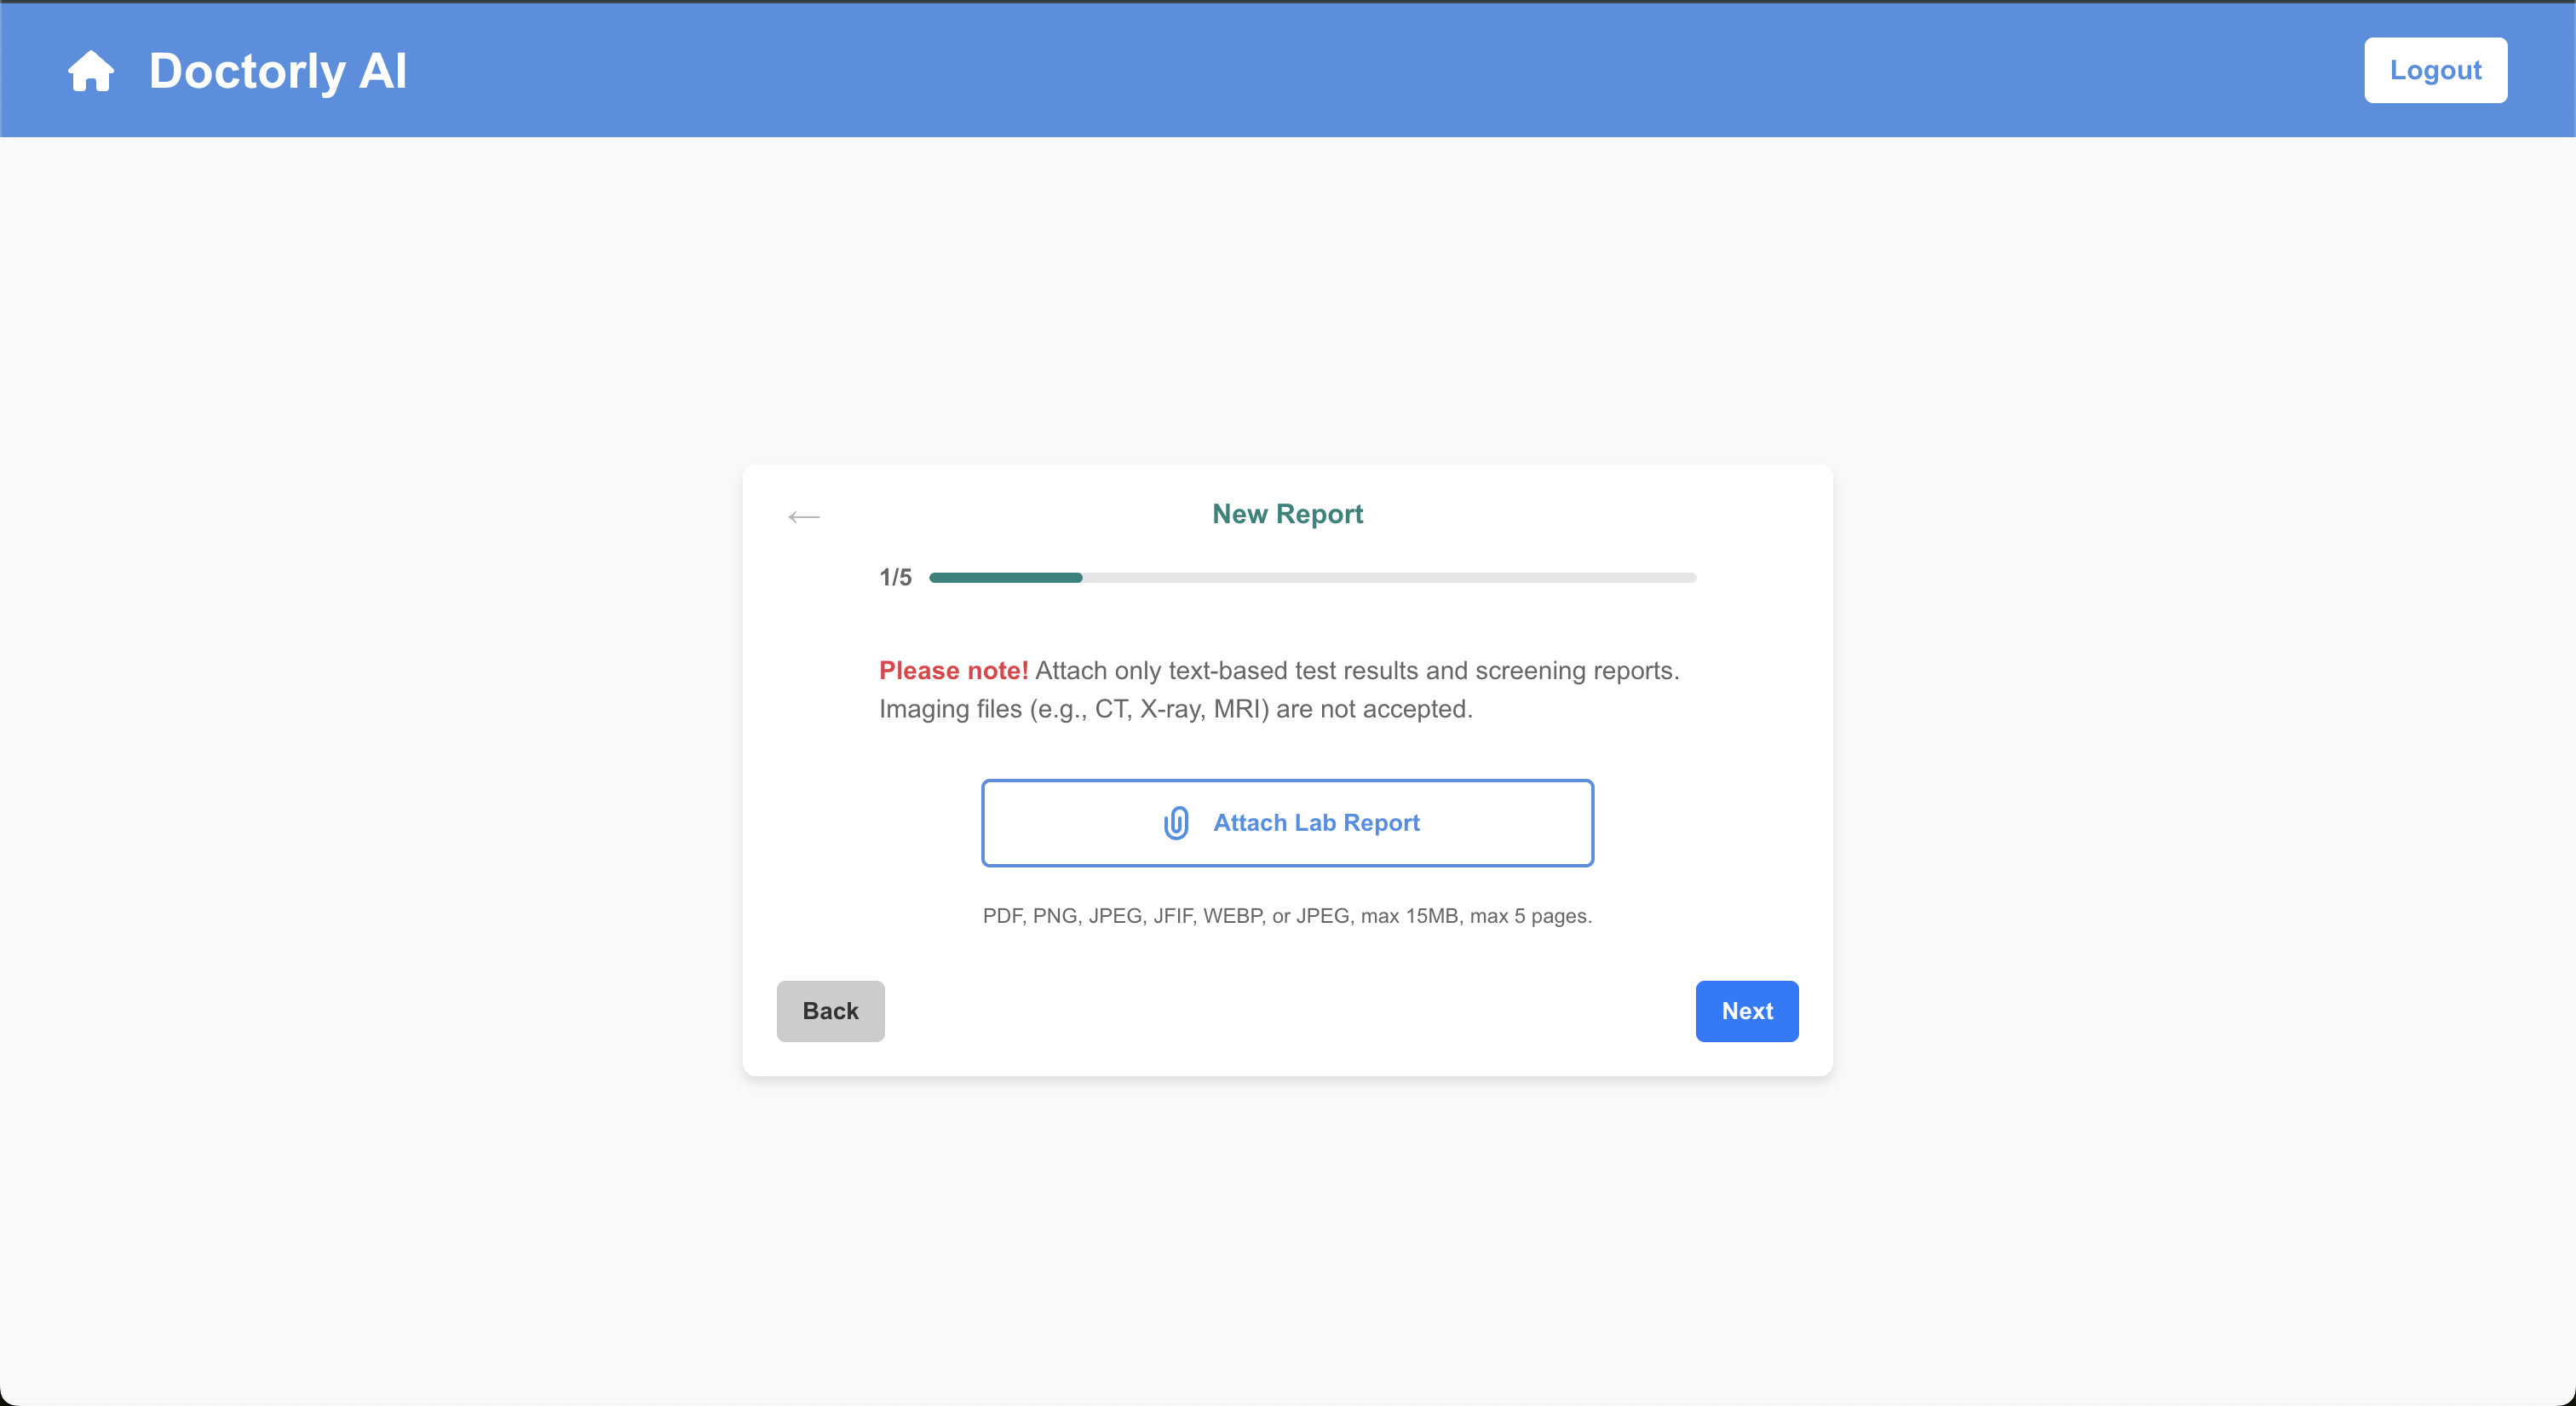 Doctorly AI
Logout
New Report
1/5
Please note! Attach only text-based test results and screening reports.
Imaging files (e.g., CT, X-ray, MRI) are not accepted.
Attach Lab Report
PDF, PNG, JPEG, JFIF, WEBP, or JPEG, max 15MB, max 5 pages.
Back
Next